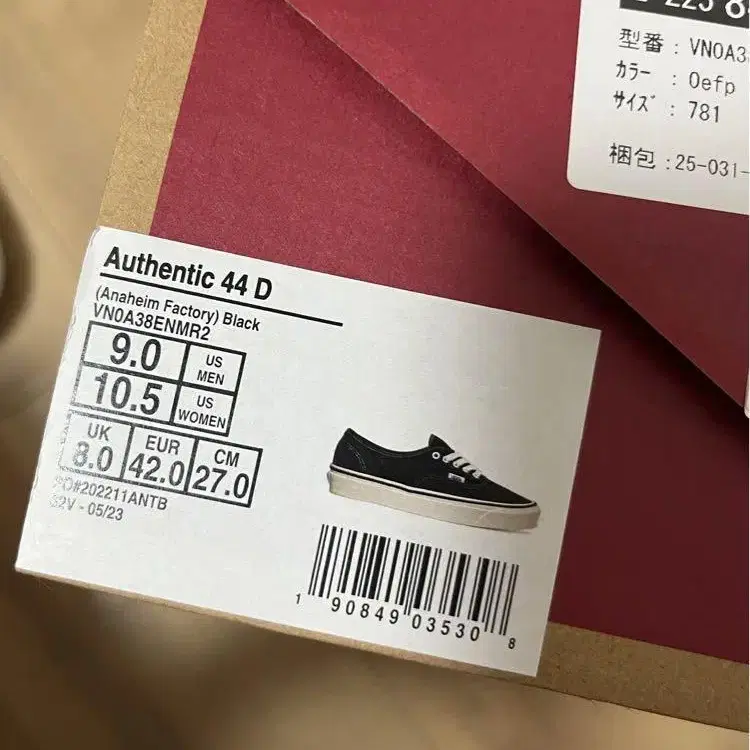 型番 : VN0A3
カラー : 0efp
サイズ : 781
梱包 : 25-031-
Authentic 44 D
(Anaheim Factory) Black
VN0A38ENMR2
9.0 US MEN
10.5 US WOMEN
UK EUR CM
8.0 42.0 27.0
PO#202211ANTB
32V - 05/23
1 90849 03530 8